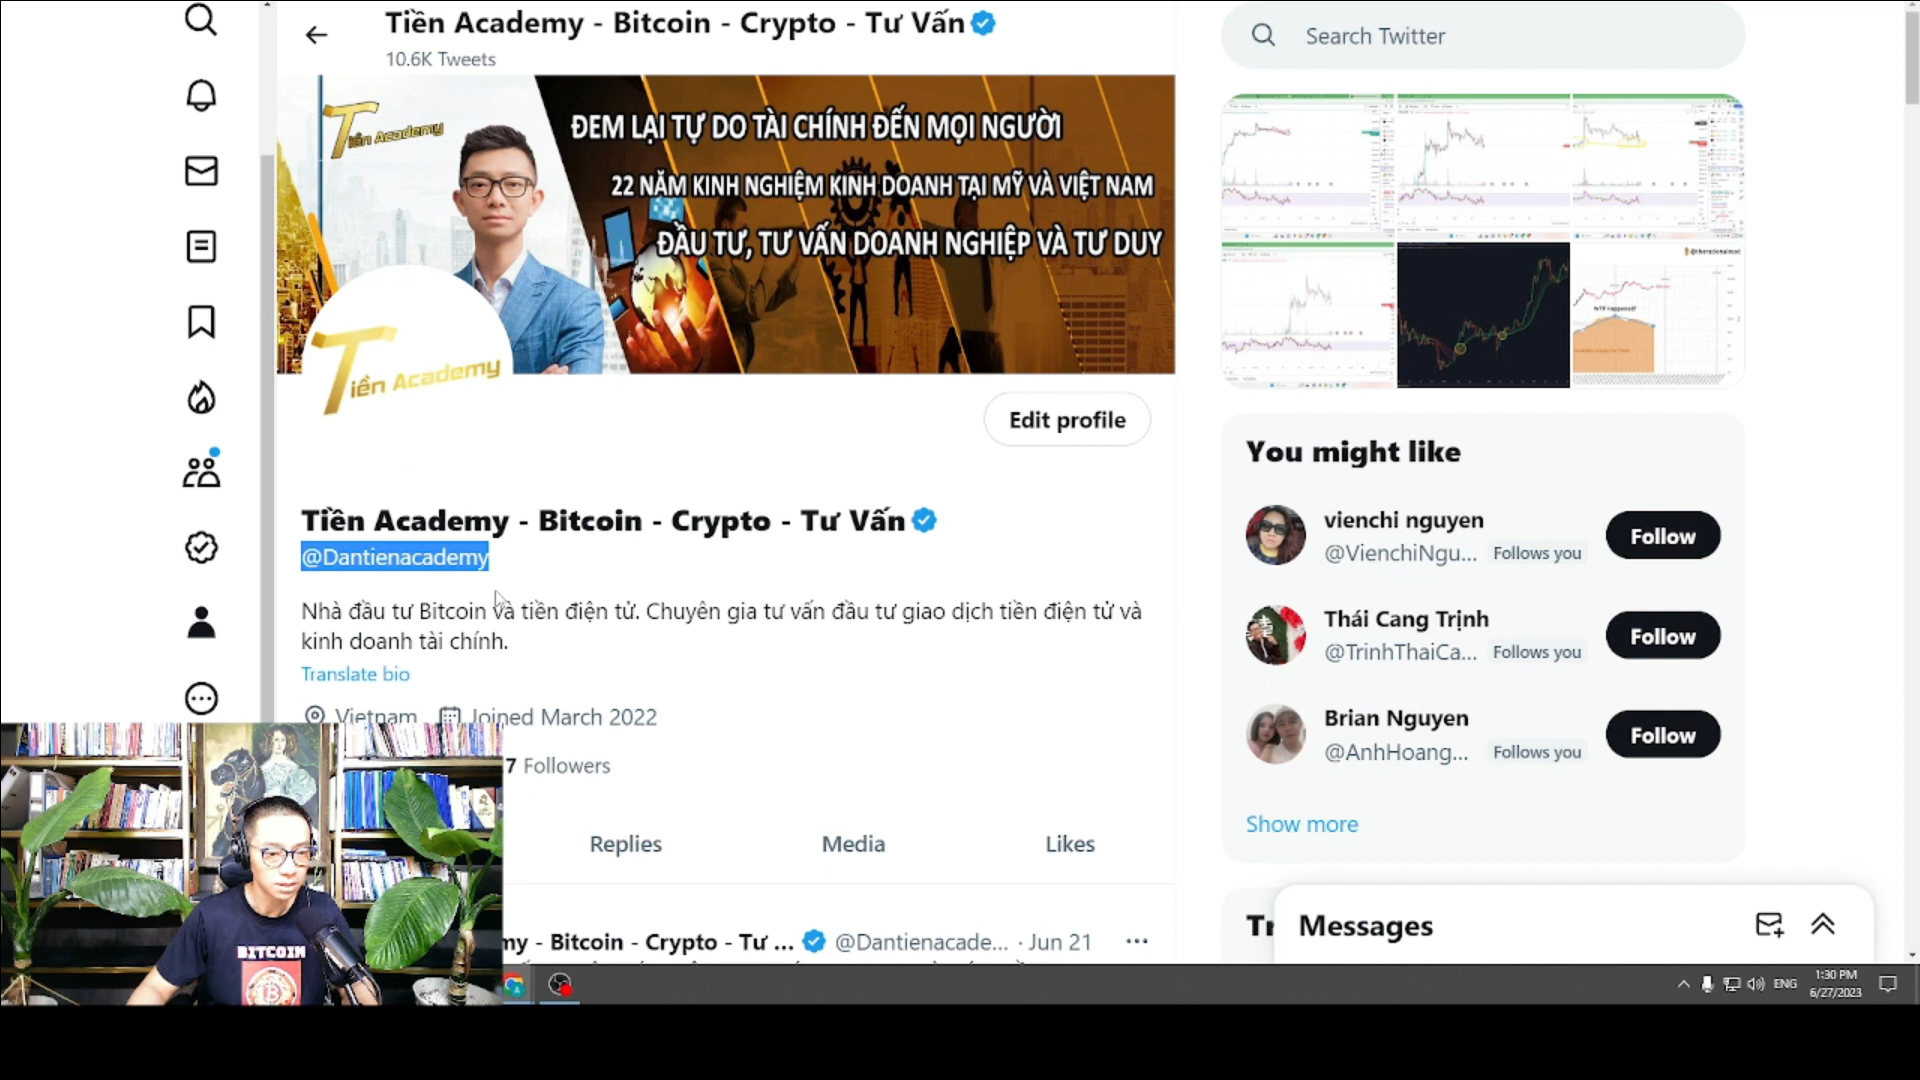 Tiền Academy - Bitcoin - Crypto - Tư Vấn
10.6K Tweets
Search Twitter
Tiền Academy
ĐEM LẠI TỰ DO TÀI CHÍNH ĐẾN MỌI NGƯỜI
22 NĂM KINH NGHIỆM KINH DOANH TẠI MỸ VÀ VIỆT NAM
ĐẦU TƯ, TƯ VẤN DOANH NGHIỆP VÀ TƯ DUY
Tiền Academy
Edit profile
Tiền Academy - Bitcoin - Crypto - Tư Vấn
@Dantienacademy
Nhà đầu tư Bitcoin và tiền điện tử. Chuyên gia tư vấn đầu tư giao dịch tiền điện tử và
kinh doanh tài chính.
Translate bio
Vietnam Joined March 2022
7 Followers
Replies Media Likes
my - Bitcoin - Crypto - Tư ... @Dantienacade... · Jun 21
@therationalroot
WTF happened?
You might like
vienchi nguyen
@VienchiNgu... Follows you
Follow
Thái Cang Trịnh
@TrinhThaiCa... Follows you
Follow
Brian Nguyen
@AnhHoang... Follows you
Follow
Show more
Tr
Messages
BITCOIN
ENG
1:30 PM
6/27/2023